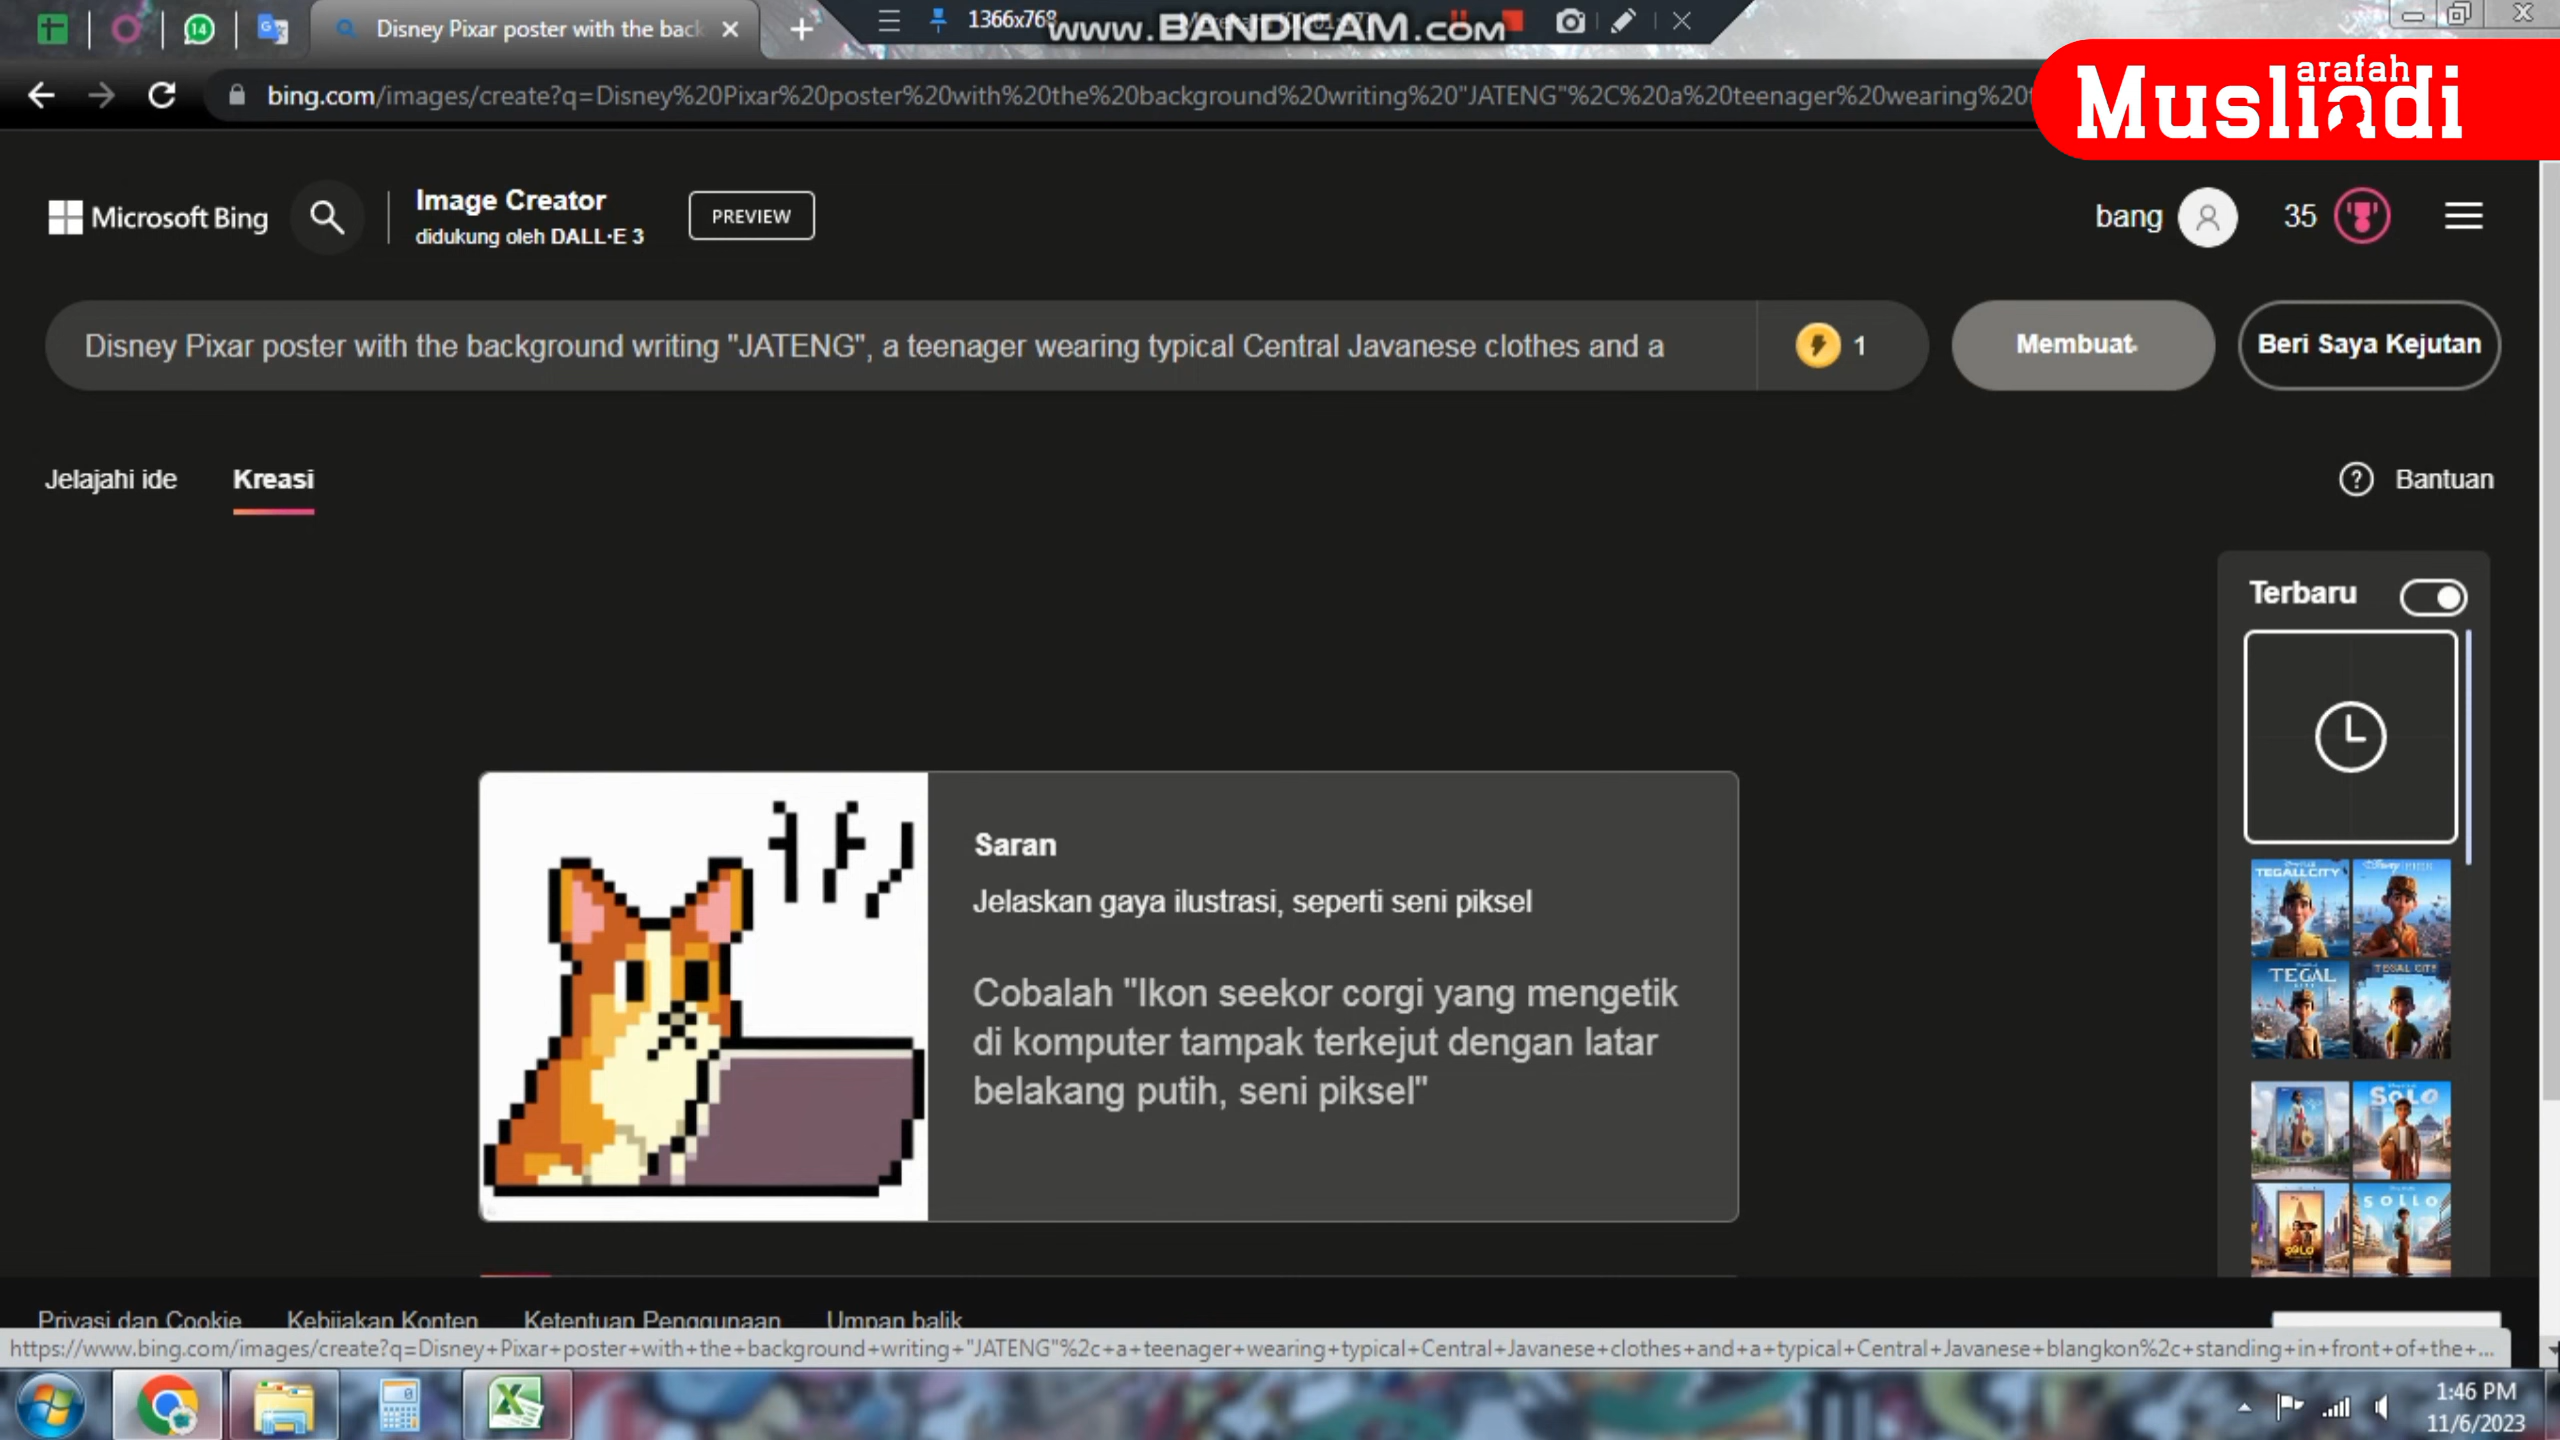 14
Disney Pixar poster with the back
1366x768
www.BANDICAM.com
bing.com/images/create?q=Disney%20Pixar%20poster%20with%20the%20background%20writing%20"JATENG"%2C%20a%20teenager%20wearing%20
arafah
Musliadi
Microsoft Bing
Image Creator
didukung oleh DALL·E 3
PREVIEW
bang
35
Disney Pixar poster with the background writing "JATENG", a teenager wearing typical Central Javanese clothes and a
1
Membuat
Beri Saya Kejutan
Jelajahi ide
Kreasi
Bantuan
Terbaru
Saran
Jelaskan gaya ilustrasi, seperti seni piksel
Cobalah "Ikon seekor corgi yang mengetik
di komputer tampak terkejut dengan latar
belakang putih, seni piksel"
TEGALLCITY
TEGAL
TEGAL CITY
SOLO
SOLO
SOLLO
Privasi dan Cookie
Kebijakan Konten
Ketentuan Penggunaan
Umpan balik
https://www.bing.com/images/create?q=Disney+Pixar+poster+with+the+background+writing+"JATENG"%2c+a+teenager+wearing+typical+Central+Javanese+clothes+and+a+typical+Central+Javanese+blangkon%2c+standing+in+front+of+the+...
1:46 PM
11/6/2023